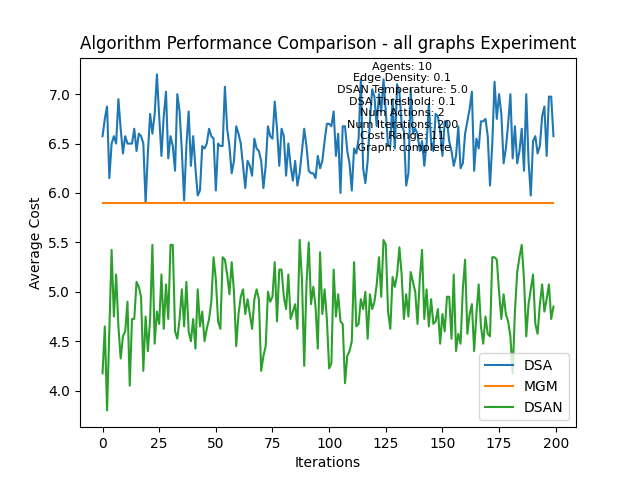 Algorithm Performance Comparison - all graphs Experiment
Agents: 10
Edge Density: 0.1
DSAN Temperature: 5.0
DSA Threshold: 0.1
Num Actions: 2
Num Iterations: 200
Cost Range: 11
Graph: complete
Average Cost
7.0
6.5
6.0
5.5
5.0
4.5
4.0
0
25
50
75
100
125
150
175
200
Iterations
DSA
MGM
DSAN